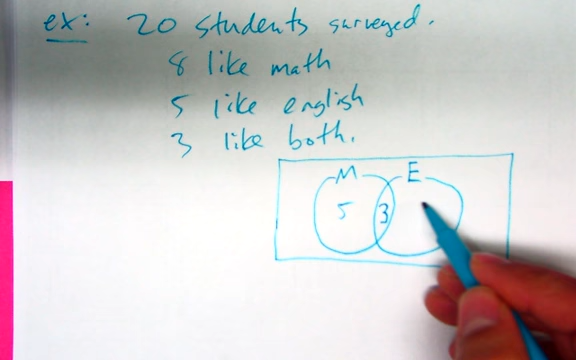 ex: 20 students surveyed.
8 like math
5 like english
3 like both.
M E
5 3